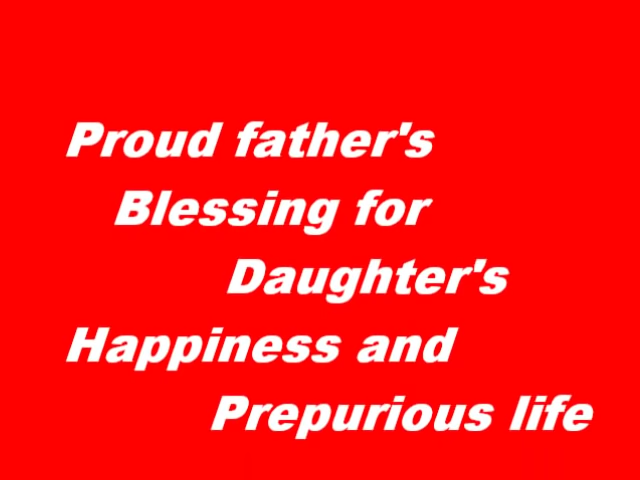 Proud father's
Blessing for
Daughter's
Happiness and
Prepurious life